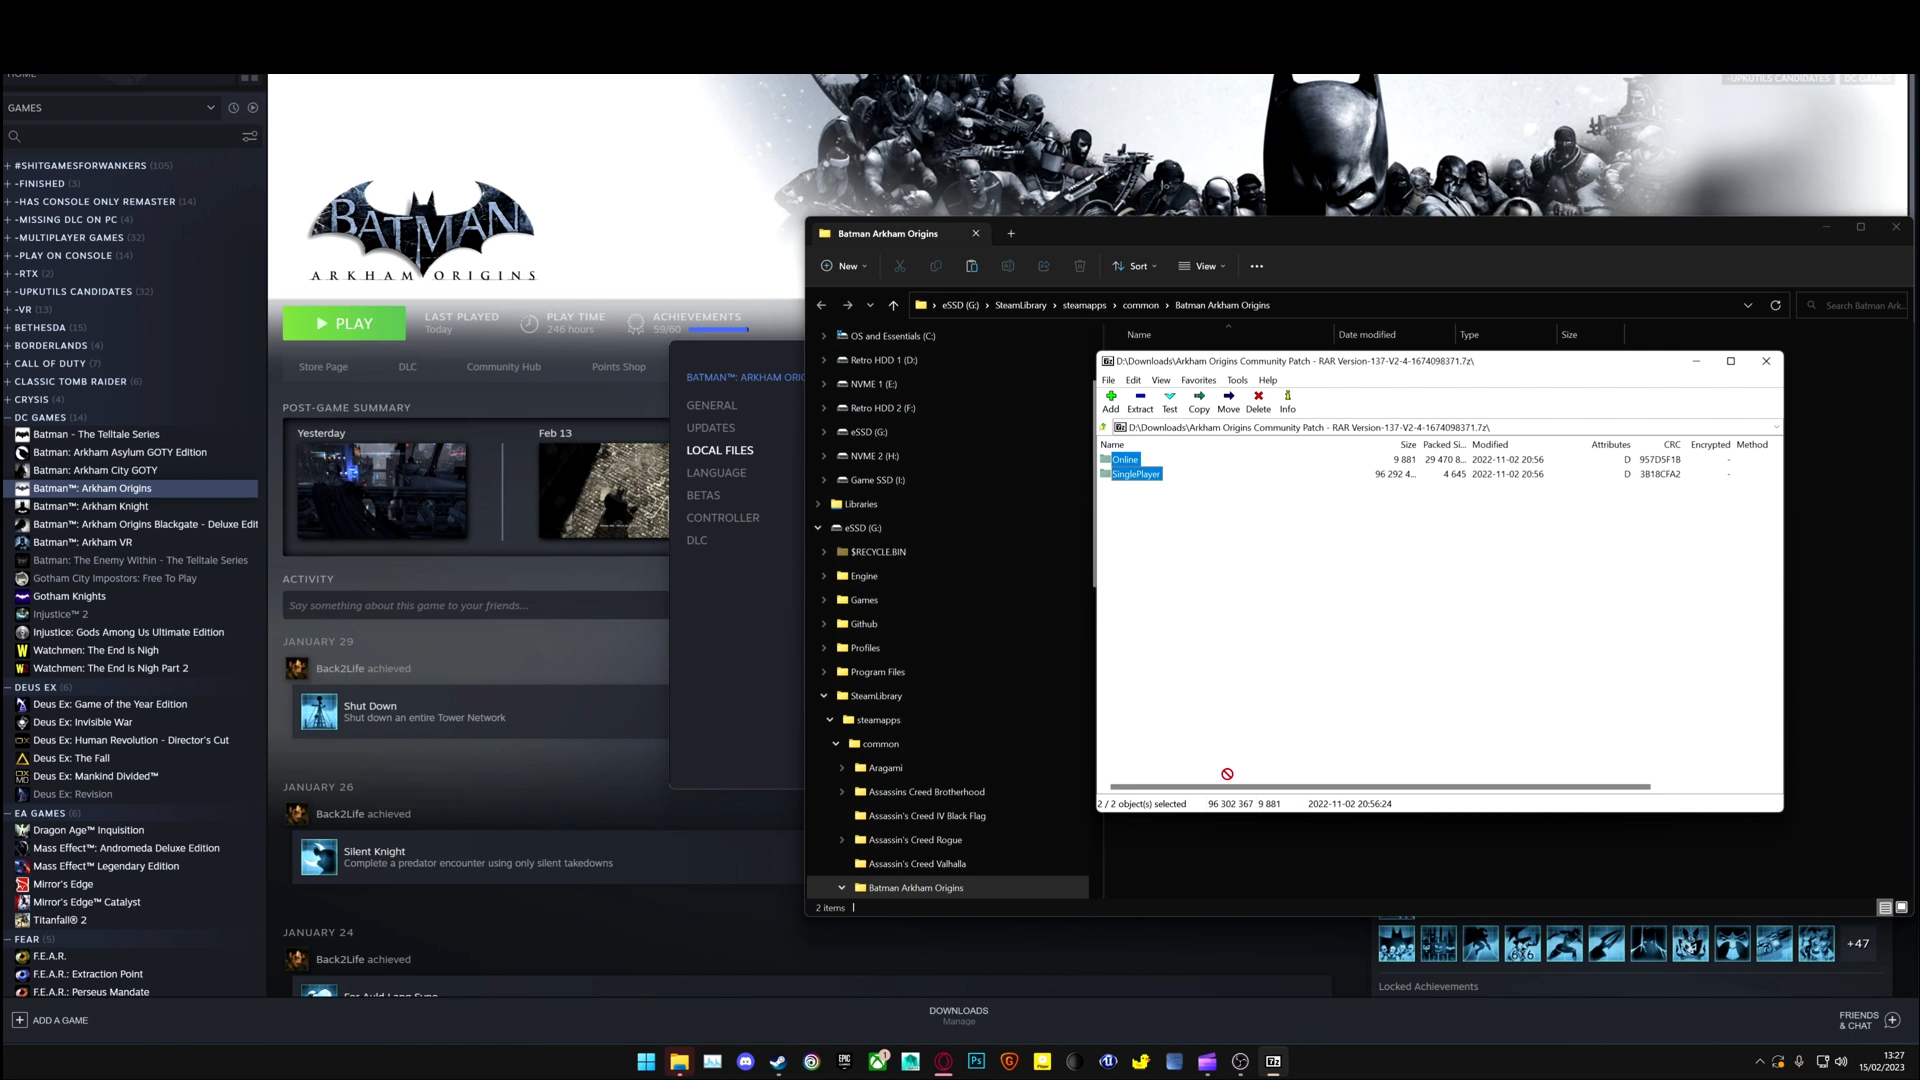 HOME
-UPKUTILS CANDIDATES
DC GAMES
GAMES
+ #SHITGAMESFORWANKERS (105)
+ -FINISHED (3)
+ -HAS CONSOLE ONLY REMASTER (14)
+ -MISSING DLC ON PC (4)
+ -MULTIPLAYER GAMES (32)
+ -PLAY ON CONSOLE (14)
+ -RTX (2)
+ -UPKUTILS CANDIDATES (32)
+ -VR (13)
+ BETHESDA (15)
+ BORDERLANDS (4)
+ CALL OF DUTY (7)
+ CLASSIC TOMB RAIDER (6)
+ CRYSIS (4)
— DC GAMES (14)
Batman - The Telltale Series
Batman: Arkham Asylum GOTY Edition
Batman: Arkham City GOTY
Batman™: Arkham Origins
Batman™: Arkham Knight
Batman™: Arkham Origins Blackgate - Deluxe Edit
Batman™: Arkham VR
Batman: The Enemy Within - The Telltale Series
Gotham City Impostors: Free To Play
Gotham Knights
Injustice™ 2
Injustice: Gods Among Us Ultimate Edition
Watchmen: The End Is Nigh
Watchmen: The End Is Nigh Part 2
— DEUS EX (6)
Deus Ex: Game of the Year Edition
Deus Ex: Invisible War
Deus Ex: Human Revolution - Director's Cut
Deus Ex: The Fall
Deus Ex: Mankind Divided™
Deus Ex: Revision
— EA GAMES (6)
Dragon Age™ Inquisition
Mass Effect™: Andromeda Deluxe Edition
Mass Effect™ Legendary Edition
Mirror's Edge
Mirror's Edge™ Catalyst
Titanfall® 2
— FEAR (5)
F.E.A.R.
F.E.A.R.: Extraction Point
F.E.A.R.: Perseus Mandate
ADD A GAME
BATMAN
ARKHAM ORIGINS
PLAY
LAST PLAYED
Today
PLAY TIME
246 hours
ACHIEVEMENTS
59/60
Store Page DLC Community Hub Points Shop
POST-GAME SUMMARY
Yesterday
Feb 13
ACTIVITY
Say something about this game to your friends...
JANUARY 29
Back2Life achieved
Shut Down
Shut down an entire Tower Network
JANUARY 26
Back2Life achieved
Silent Knight
Complete a predator encounter using only silent takedowns
JANUARY 24
Back2Life achieved
For Auld Lang Syne
BATMAN™: ARKHAM ORIG
GENERAL
UPDATES
LOCAL FILES
LANGUAGE
BETAS
CONTROLLER
DLC
Batman Arkham Origins
New Sort View
eSSD (G:) › SteamLibrary › steamapps › common › Batman Arkham Origins
Search Batman Ark...
Name Date modified Type Size
OS and Essentials (C:)
Retro HDD 1 (D:)
NVME 1 (E:)
Retro HDD 2 (F:)
eSSD (G:)
NVME 2 (H:)
Game SSD (I:)
Libraries
eSSD (G:)
$RECYCLE.BIN
Engine
Games
Github
Profiles
Program Files
SteamLibrary
steamapps
common
Aragami
Assassins Creed Brotherhood
Assassin's Creed IV Black Flag
Assassin's Creed Rogue
Assassin's Creed Valhalla
Batman Arkham Origins
2 items
D:\Downloads\Arkham Origins Community Patch - RAR Version-137-V2-4-1674098371.7z\
File Edit View Favorites Tools Help
Add Extract Test Copy Move Delete Info
D:\Downloads\Arkham Origins Community Patch - RAR Version-137-V2-4-1674098371.7z\
Name Size Packed Si... Modified Attributes CRC Encrypted Method
Online 9 881 29 470 8... 2022-11-02 20:56 D 957D5F1B -
SinglePlayer 96 292 4... 4 645 2022-11-02 20:56 D 3B18CFA2 -
2 / 2 object(s) selected 96 302 367 9 881 2022-11-02 20:56:24
+47
Locked Achievements
DOWNLOADS
Manage
FRIENDS
& CHAT
13:27
15/02/2023